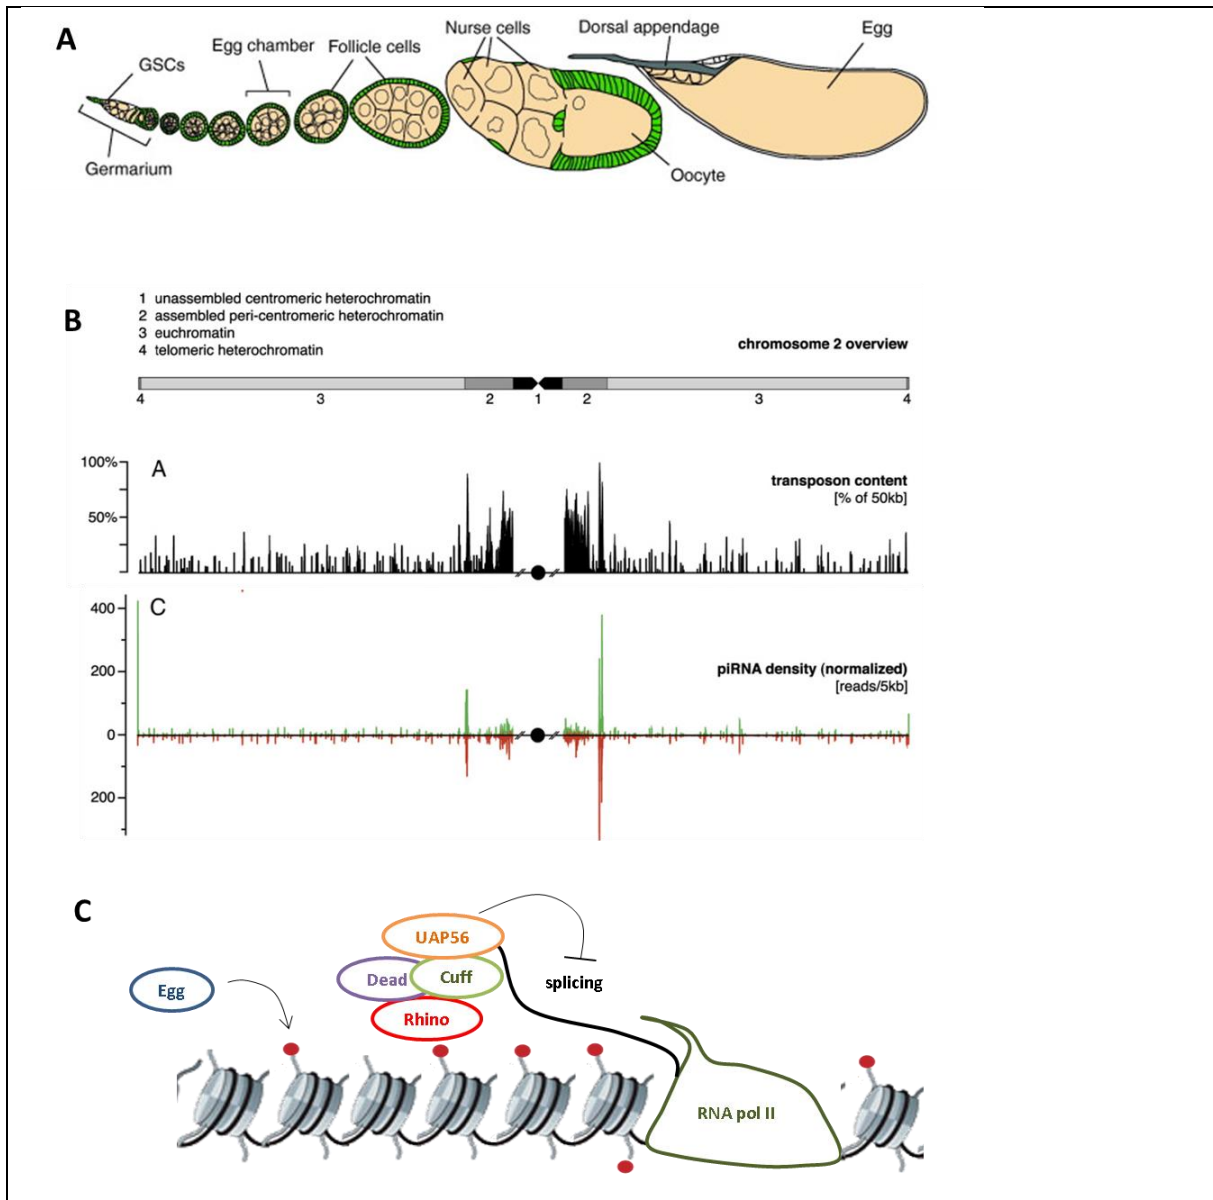 A
GSCs
Egg chamber
Follicle cells
Nurse cells
Dorsal appendage
Egg
Germarium
Oocyte
B
1 unassembled centromeric heterochromatin
2 assembled peri-centromeric heterochromatin
3 euchromatin
4 telomeric heterochromatin
chromosome 2 overview
4 3 2 1 2 3 4
A
100%
50%
transposon content
[% of 50kb]
C
400
200
0
200
piRNA density (normalized)
[reads/5kb]
C
UAP56
Dead
Cuff
splicing
Egg
Rhino
RNA pol II